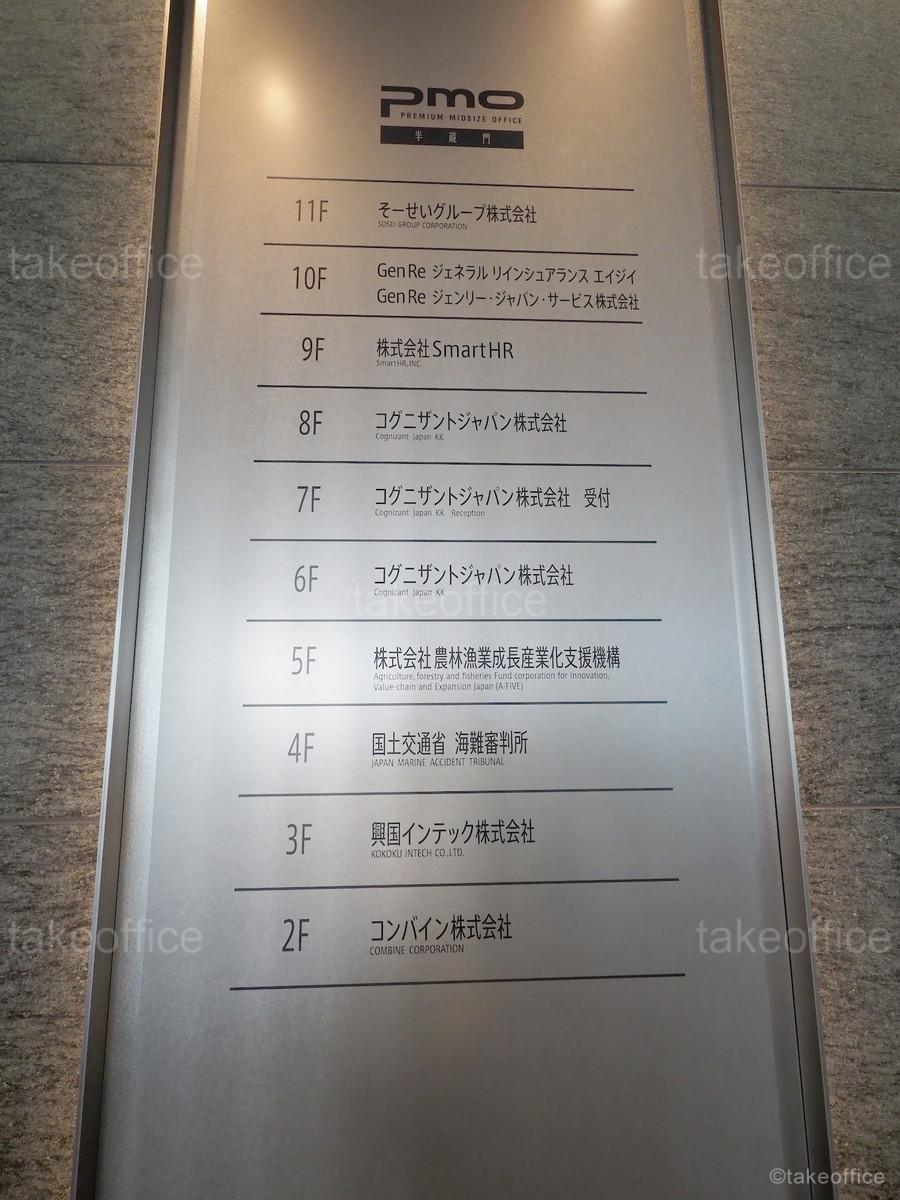 pmo
PREMIUM MIDSIZE OFFICE
半蔵門
11F そーせいグループ株式会社
SOSEI GROUP CORPORATION
takeoffice takeoffice
10F Gen Re ジェネラル リインシュアランス エイジイ
Gen Re ジェンリー・ジャパン・サービス株式会社
9F 株式会社SmartHR
SmartHR, INC.
8F コグニザントジャパン株式会社
Cognizant Japan KK
7F コグニザントジャパン株式会社 受付
Cognizant Japan KK Reception
6F コグニザントジャパン株式会社
Cognizant Japan KK
takeoffice
5F 株式会社農林漁業成長産業化支援機構
Agriculture, forestry and fisheries Fund corporation for Innovation,
Value-chain and Expansion Japan (A-FIVE)
4F 国土交通省 海難審判所
JAPAN MARINE ACCIDENT TRIBUNAL
3F 興国インテック株式会社
KOKOKU INTECH CO.,LTD.
2F コンバイン株式会社
COMBINE CORPORATION
takeoffice takeoffice
©takeoffice